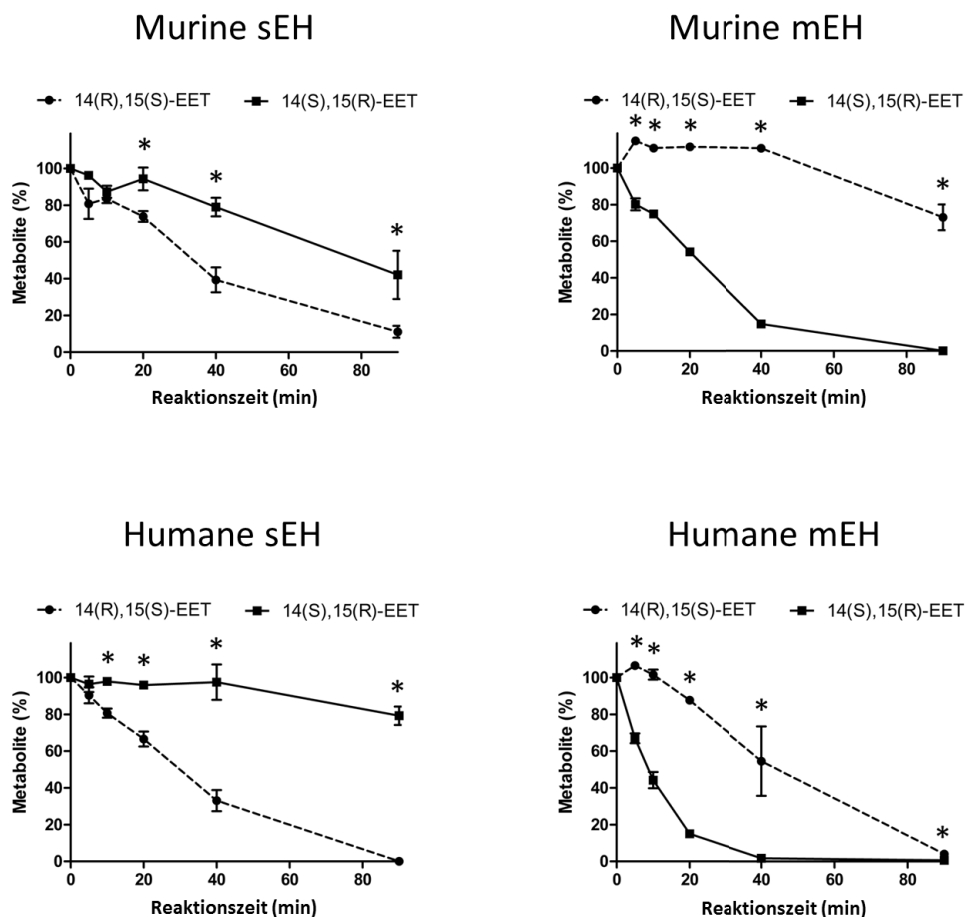 Murine sEH
14(R),15(S)-EET 14(S),15(R)-EET
* * *
Metabolite (%)
100
80
60
40
20
0
0 20 40 60 80
Reaktionszeit (min)
Murine mEH
14(R),15(S)-EET 14(S),15(R)-EET
* * * * *
Metabolite (%)
100
80
60
40
20
0
0 20 40 60 80
Reaktionszeit (min)
Humane sEH
14(R),15(S)-EET 14(S),15(R)-EET
* * * *
Metabolite (%)
100
80
60
40
20
0
0 20 40 60 80
Reaktionszeit (min)
Humane mEH
14(R),15(S)-EET 14(S),15(R)-EET
* * * * *
Metabolite (%)
100
80
60
40
20
0
0 20 40 60 80
Reaktionszeit (min)